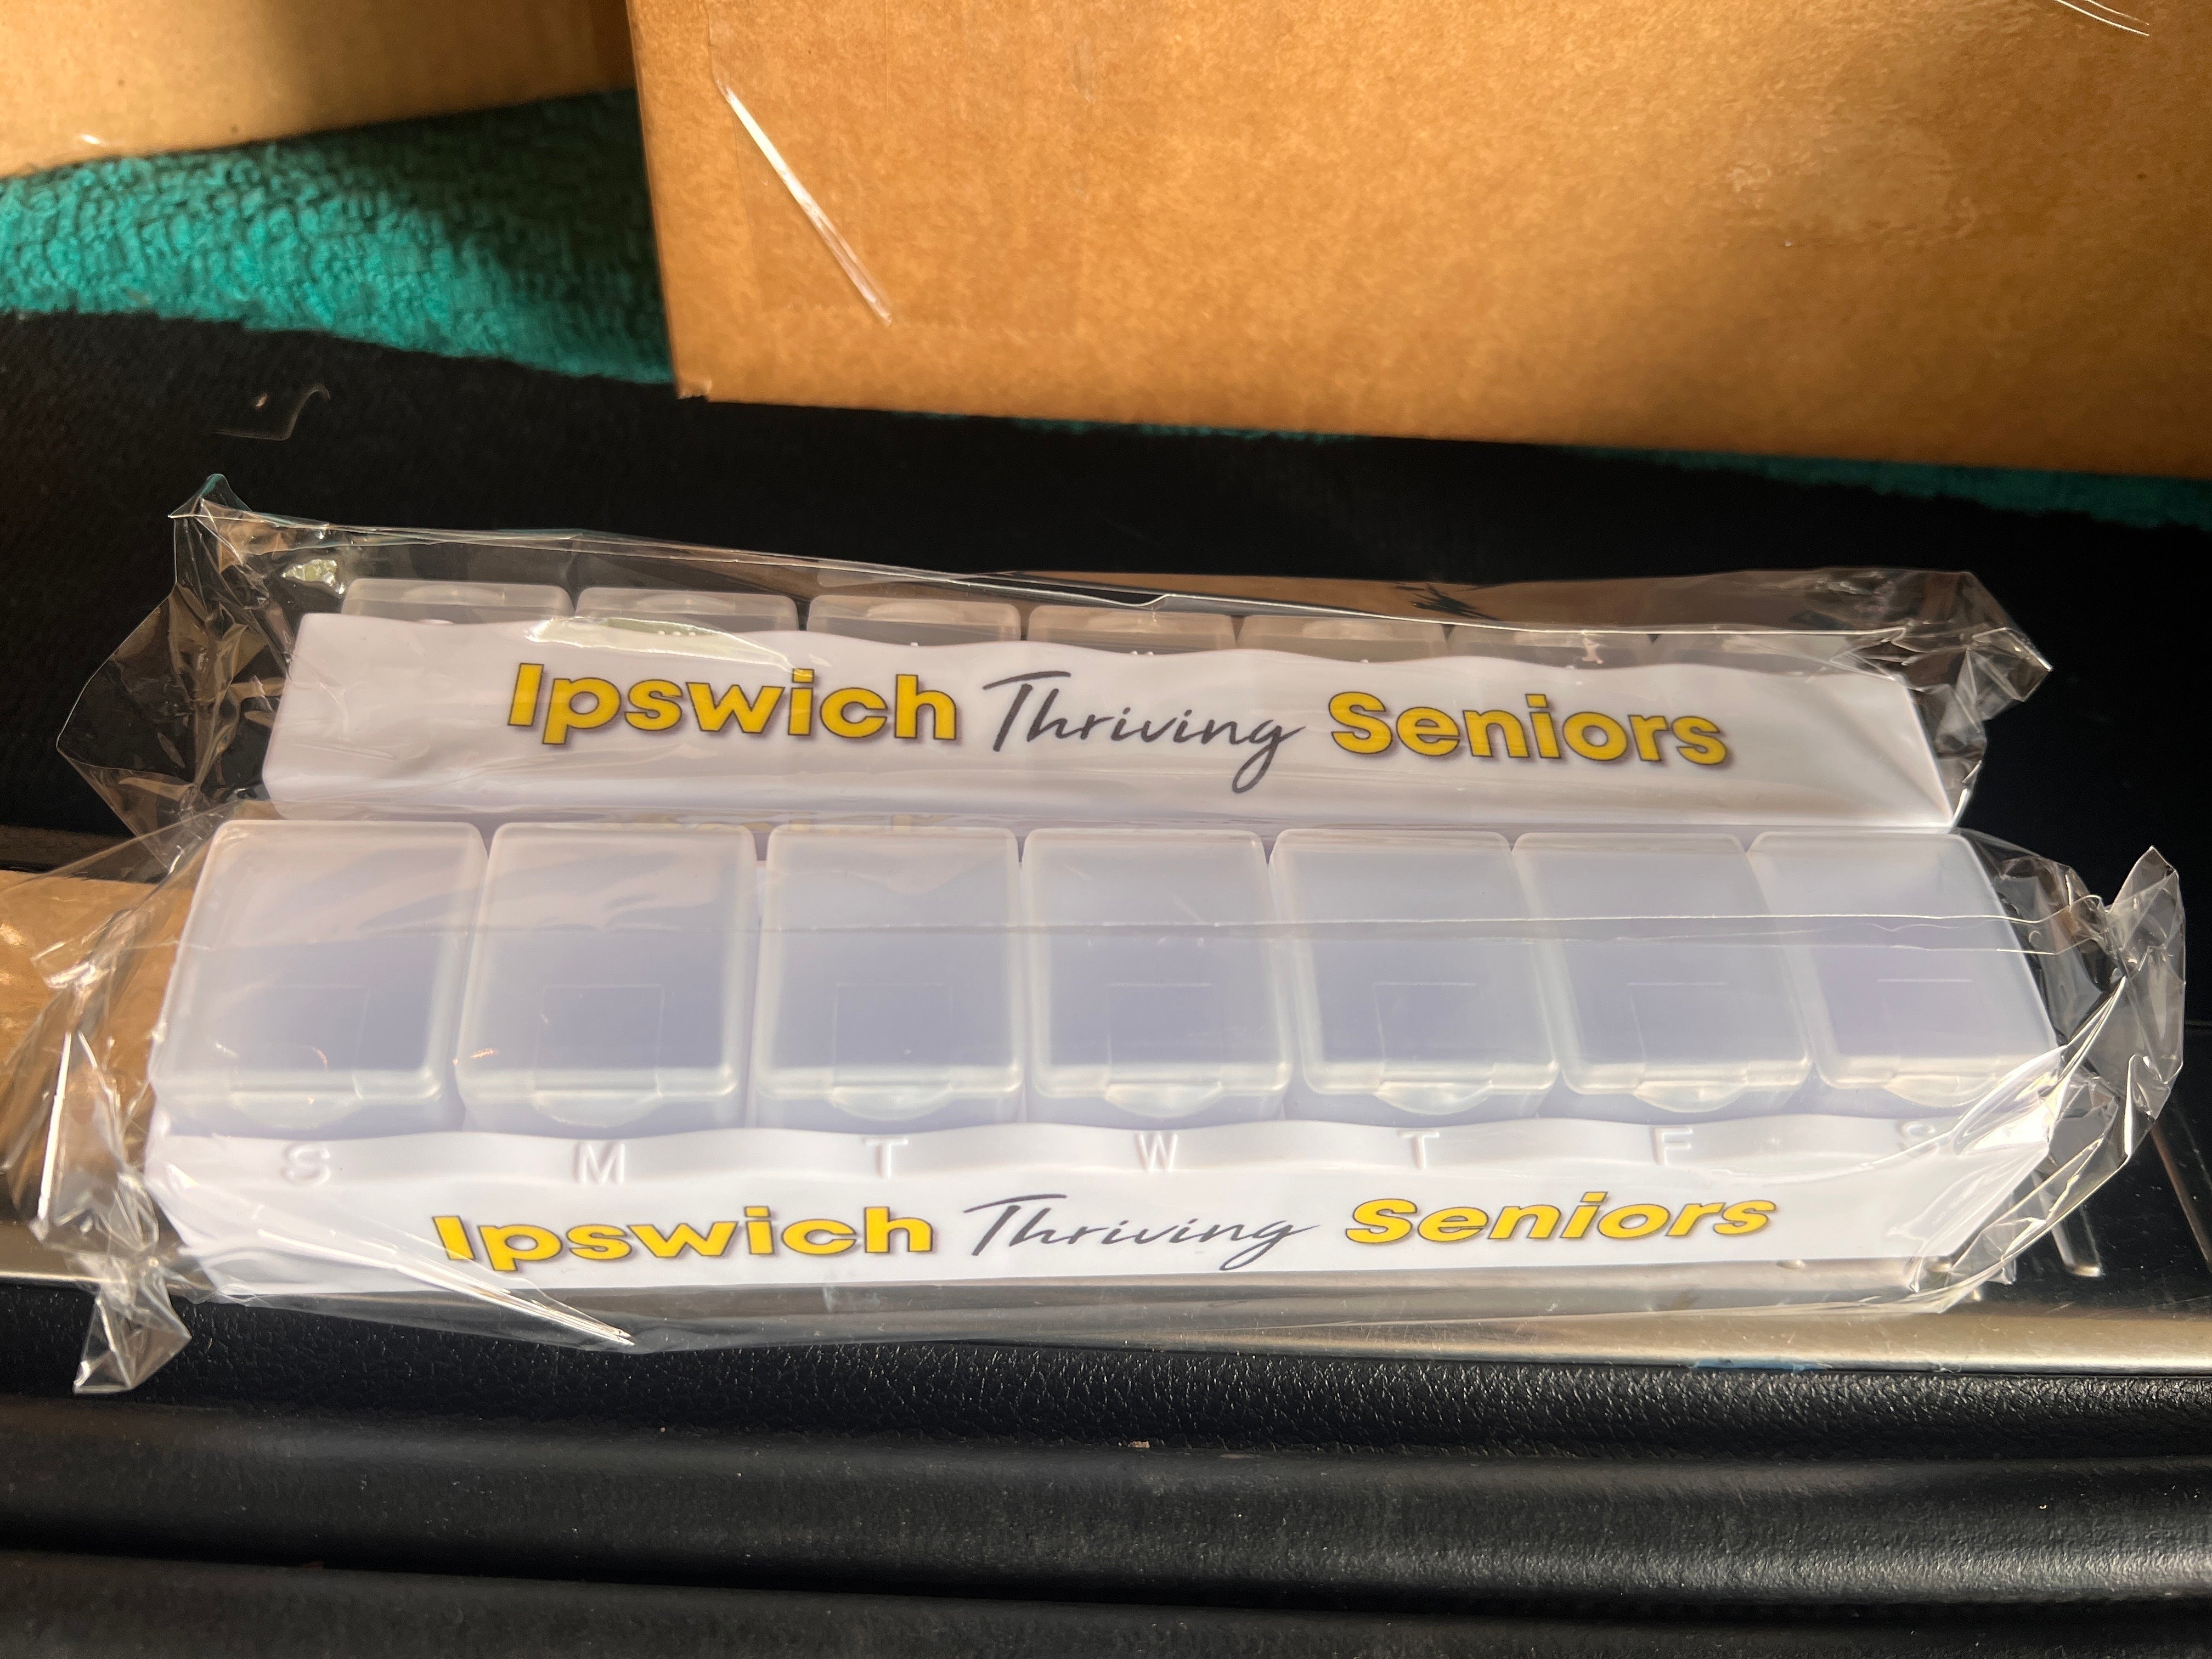 Ipswich Thriving Seniors
S M T W T F S
Ipswich Thriving Seniors